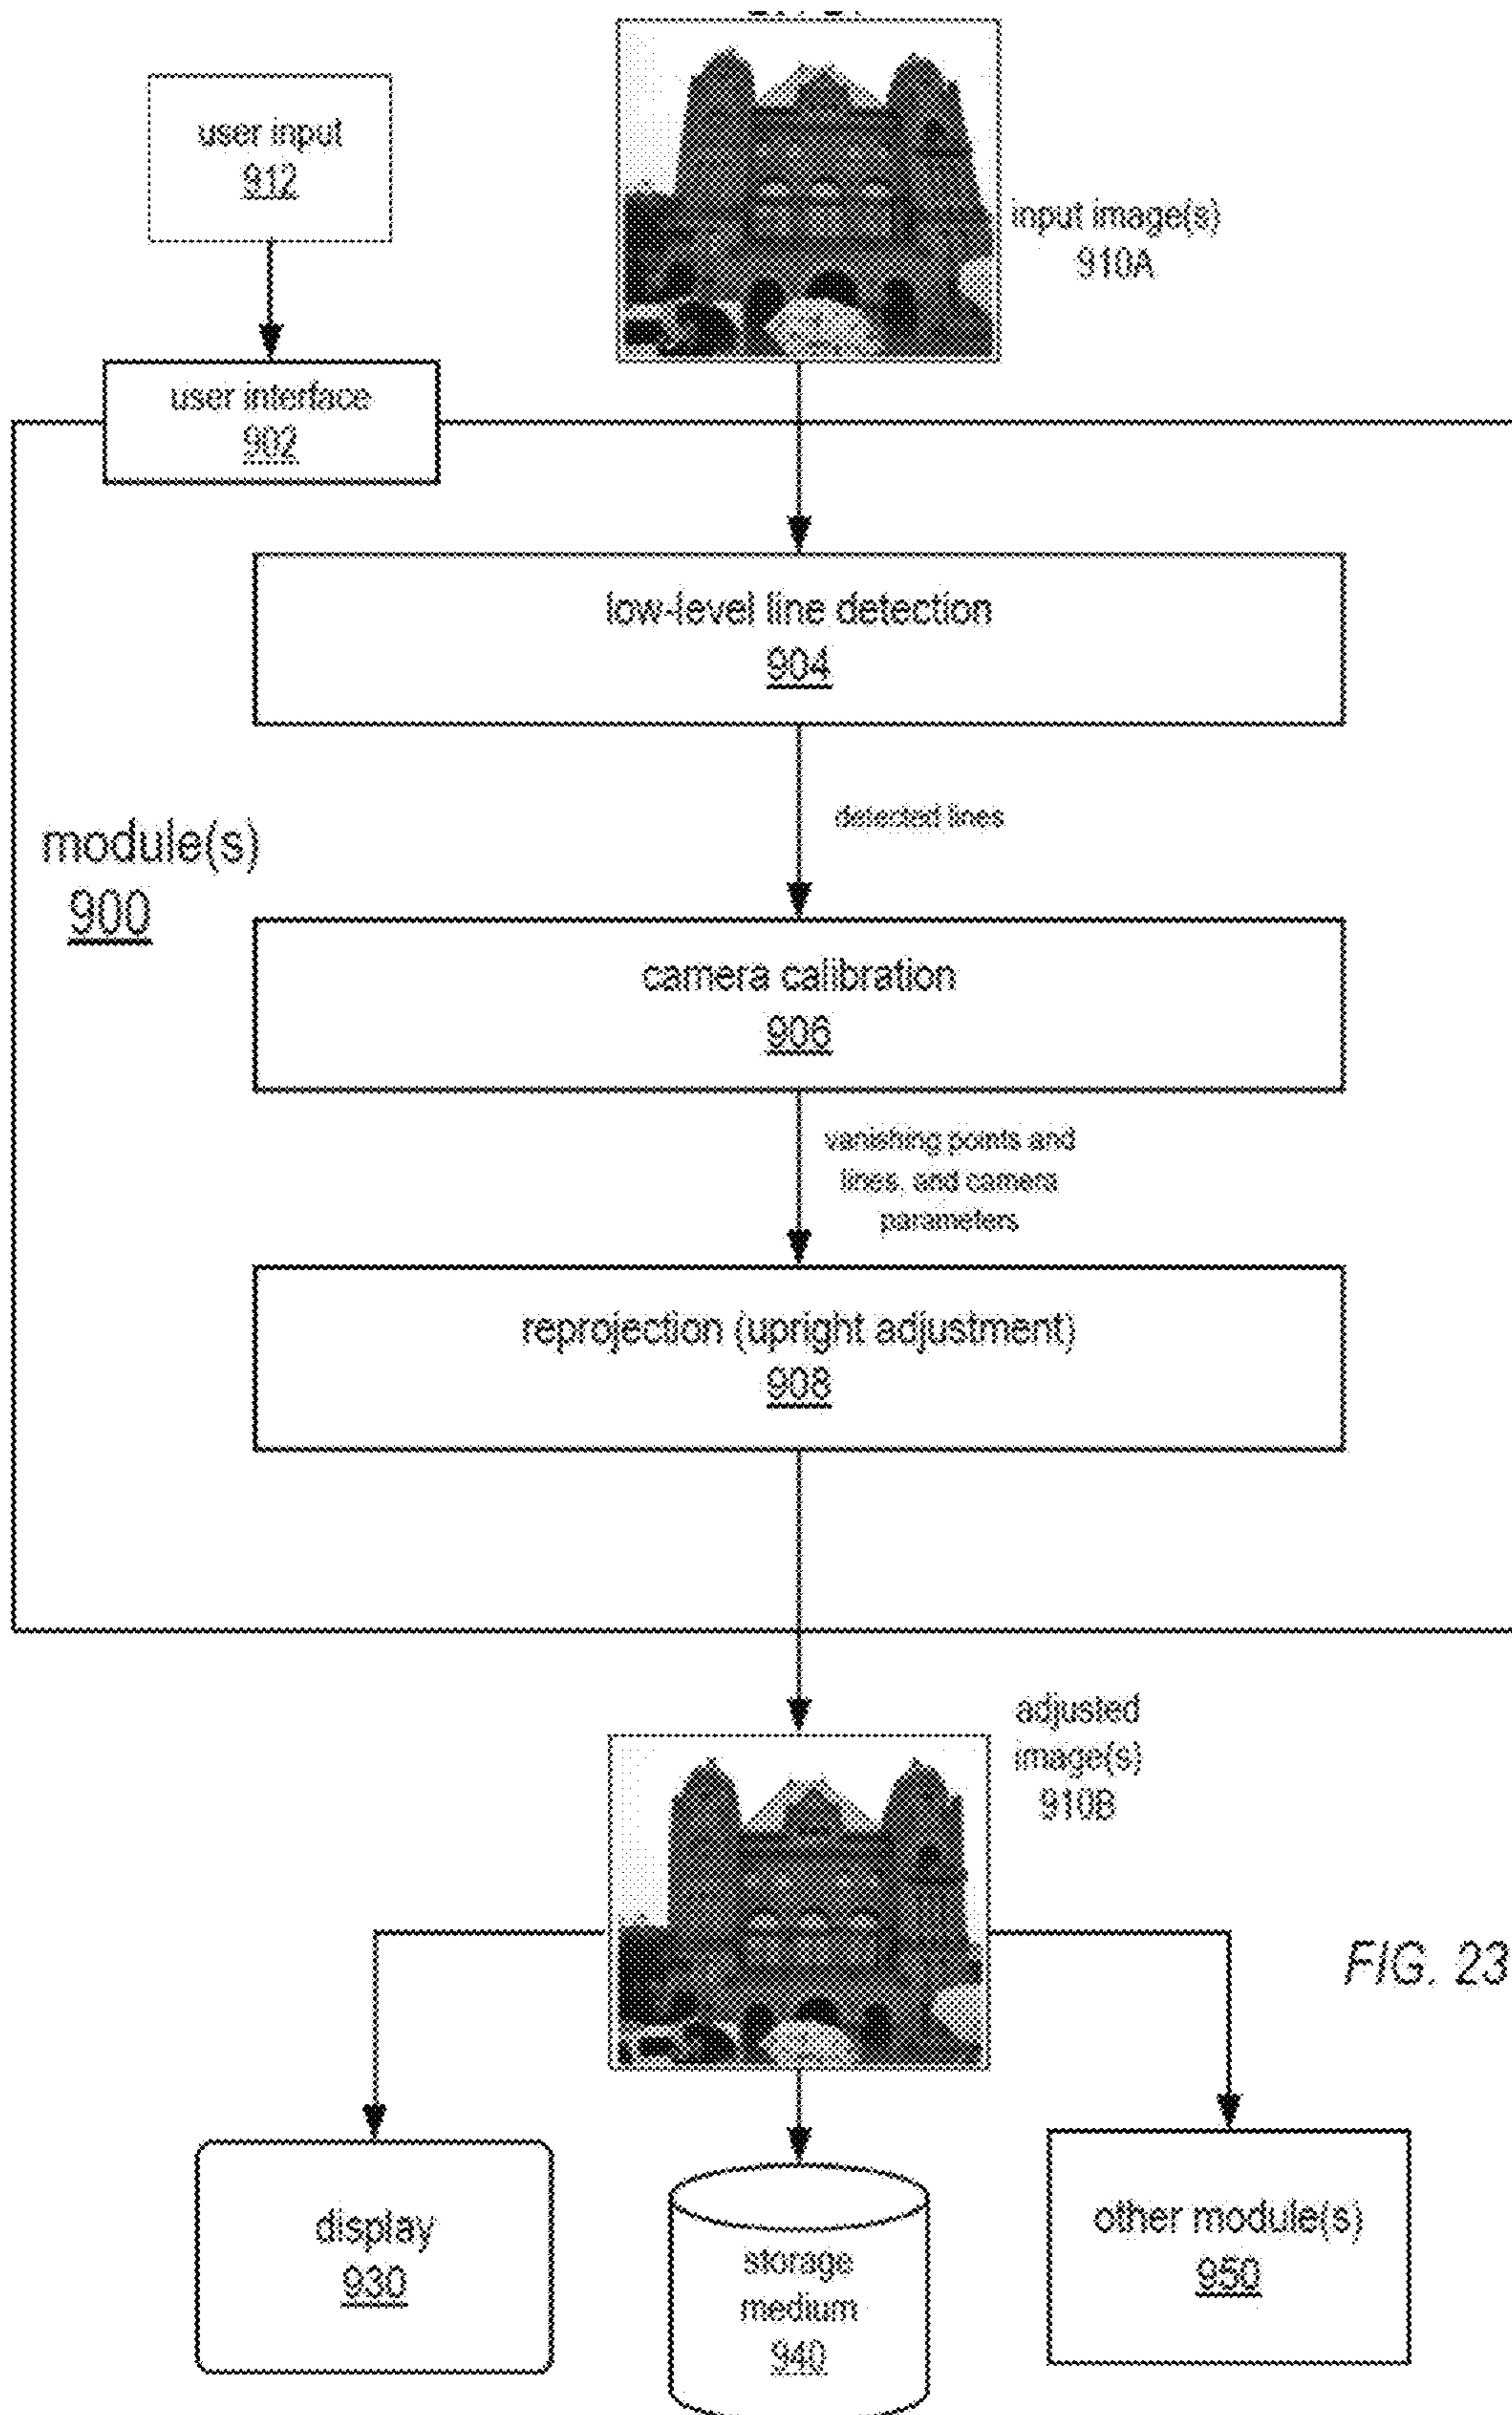 user input
912
input image(s)
910A
user interface
902
low-level line detection
904
detected lines
module(s)
900
camera calibration
906
vanishing points and
lines, and camera
parameters
reprojection (upright adjustment)
908
adjusted
image(s)
910B
FIG. 23
display
930
storage
medium
940
other module(s)
950